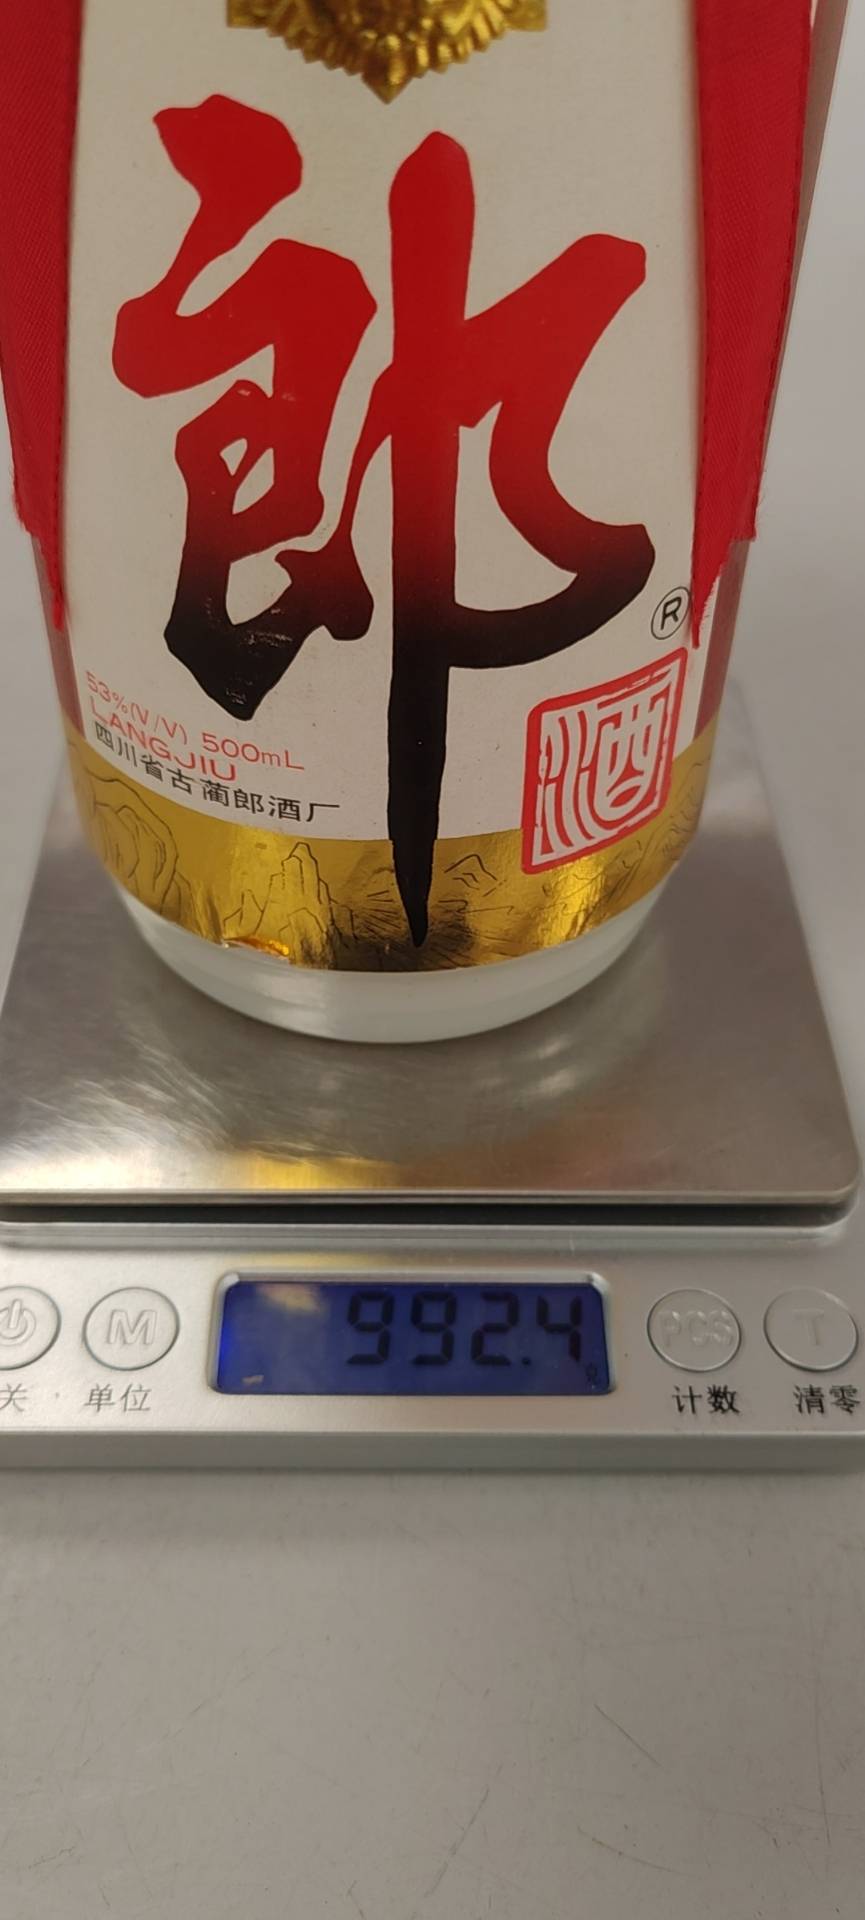 郎
®
53%(V/V) 500mL
LANGJIU
四川省古蔺郎酒厂
酒
992.4
M
PCS
T
关
单位
计数
清零